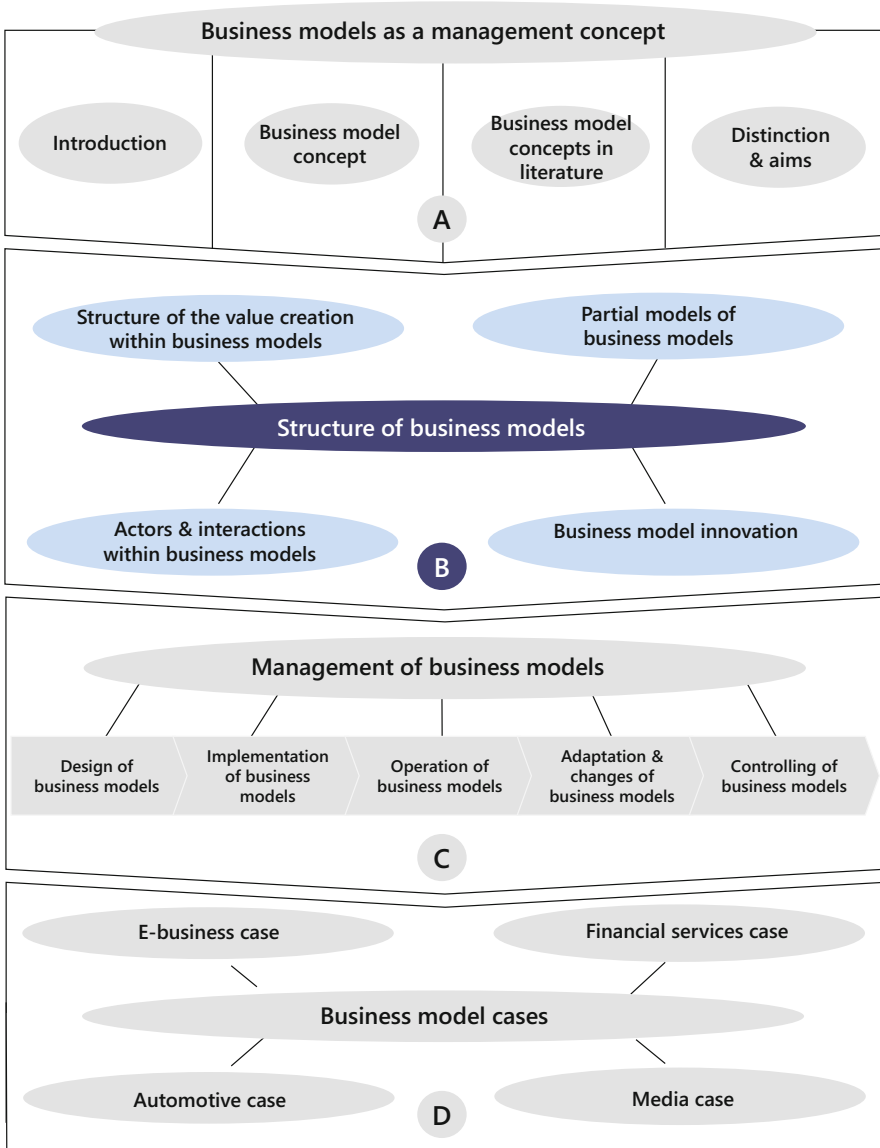 Business models as a management concept
Introduction
Business model
concept
Business model
concepts in
literature
Distinction
& aims
A
Structure of the value creation
within business models
Partial models of
business models
Structure of business models
Actors & interactions
within business models
Business model innovation
B
Management of business models
Design of
business models
Implementation
of business
models
Operation of
business models
Adaptation &
changes of
business models
Controlling of
business models
C
E-business case
Financial services case
Business model cases
Automotive case
Media case
D